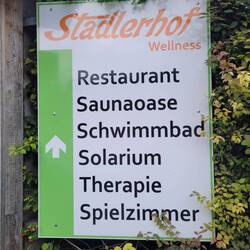 Stadlerhof
Wellness
Restaurant
Saunaoase
Schwimmbad
Solarium
Therapie
Spielzimmer